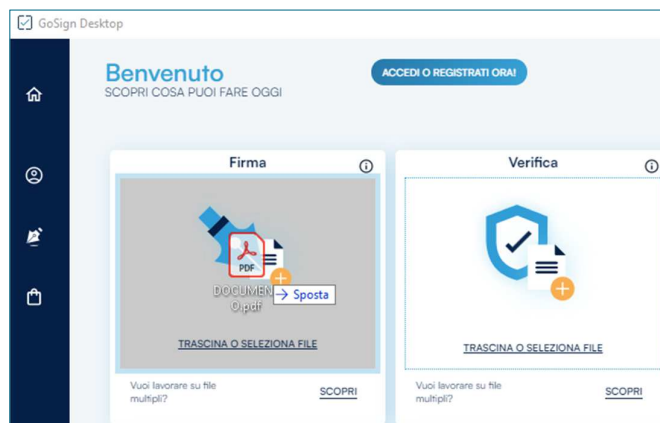 GoSign Desktop
Benvenuto
SCOPRI COSA PUOI FARE OGGI
ACCEDI O REGISTRATI ORA!
Firma
PDF
DOCUMEN
O.pdf
→ Sposta
TRASCINA O SELEZIONA FILE
Vuoi lavorare su file
multipli?
SCOPRI
Verifica
TRASCINA O SELEZIONA FILE
Vuoi lavorare su file
multipli?
SCOPRI